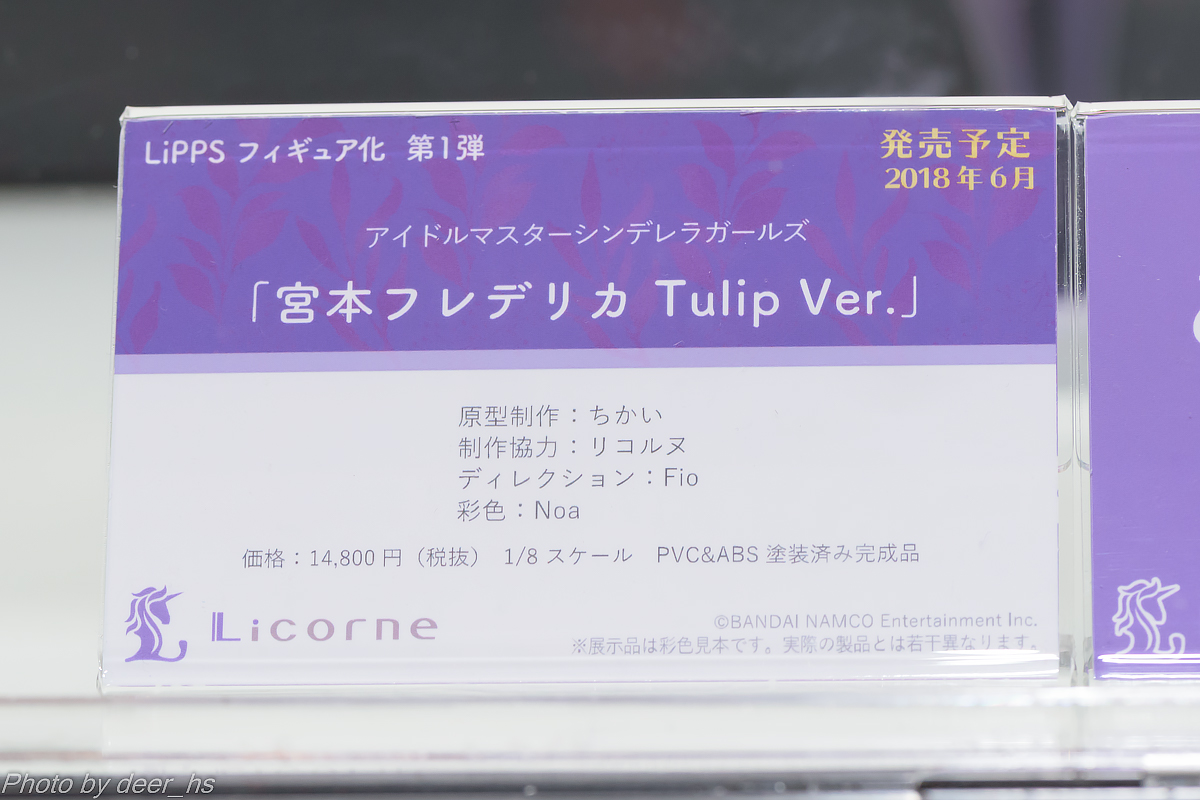 LiPPS フィギュア化 第1弾
発売予定
2018年6月
アイドルマスターシンデレラガールズ
「宮本フレデリカ Tulip Ver.」
原型制作：ちかい
制作協力：リコルヌ
ディレクション：Fio
彩色：Noa
価格：14,800円（税抜） 1/8スケール PVC&ABS塗装済み完成品
Licorne
©BANDAI NAMCO Entertainment Inc.
※展示品は彩色見本です。実際の製品とは若干異なります。
Photo by deer_hs